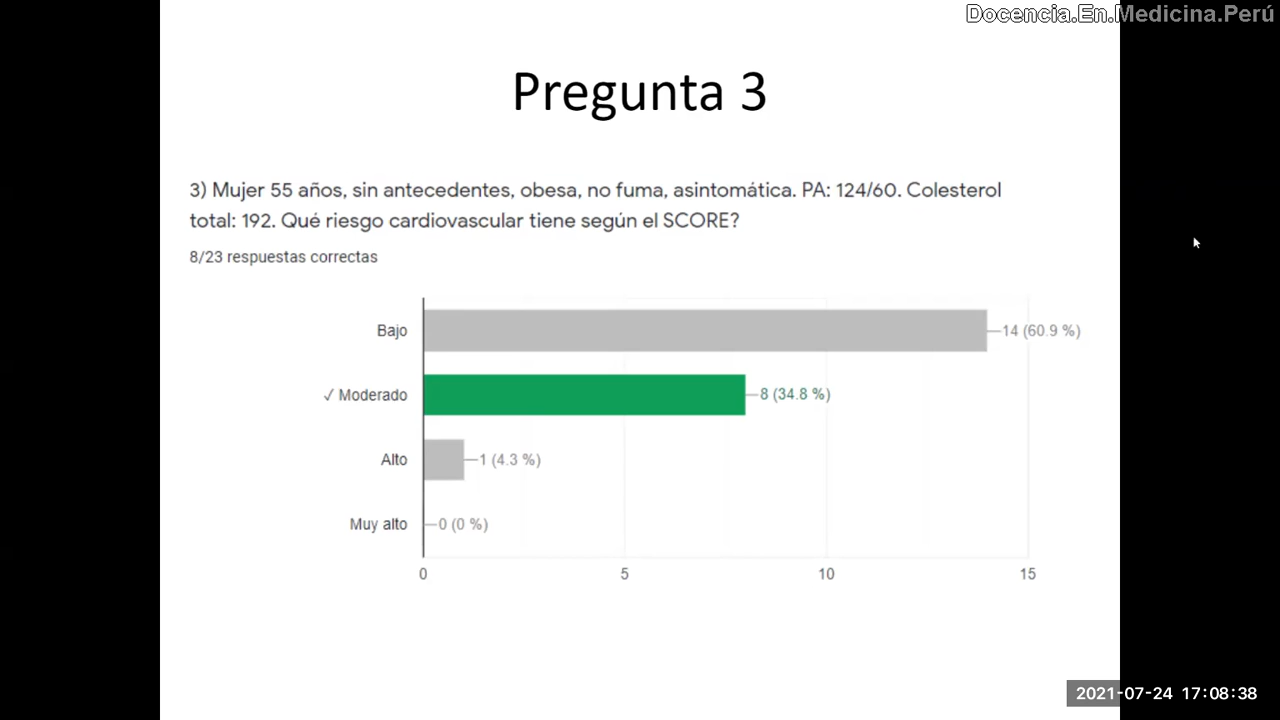 Docencia.En.Medicina.Perú
Pregunta 3
3) Mujer 55 años, sin antecedentes, obesa, no fuma, asintomática. PA: 124/60. Colesterol
total: 192. Qué riesgo cardiovascular tiene según el SCORE?
8/23 respuestas correctas
Bajo
14 (60.9 %)
✓ Moderado
8 (34.8 %)
Alto
1 (4.3 %)
Muy alto
0 (0 %)
0
5
10
15
2021-07-24 17:08:38